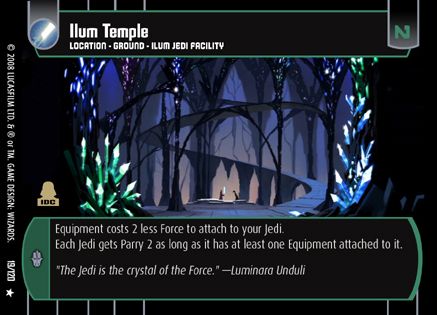 Ilum Temple
LOCATION - GROUND - ILUM JEDI FACILITY
N
IDC
Equipment costs 2 less Force to attach to your Jedi.
Each Jedi gets Parry 2 as long as it has at least one Equipment attached to it.
"The Jedi is the crystal of the Force." —Luminara Unduli
© 2008 LUCASFILM LTD. & ® or TM. GAME DESIGN: WIZARDS.